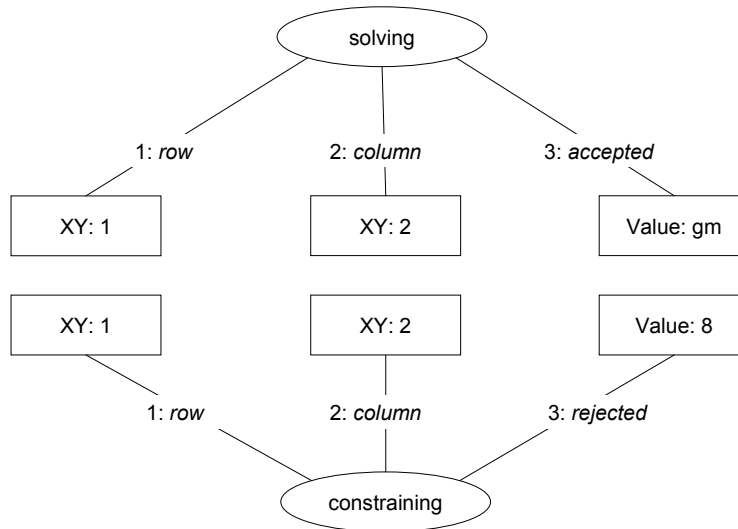 solving
1: row 2: column 3: accepted
XY: 1 XY: 2 Value: gm
XY: 1 XY: 2 Value: 8
1: row 2: column 3: rejected
constraining